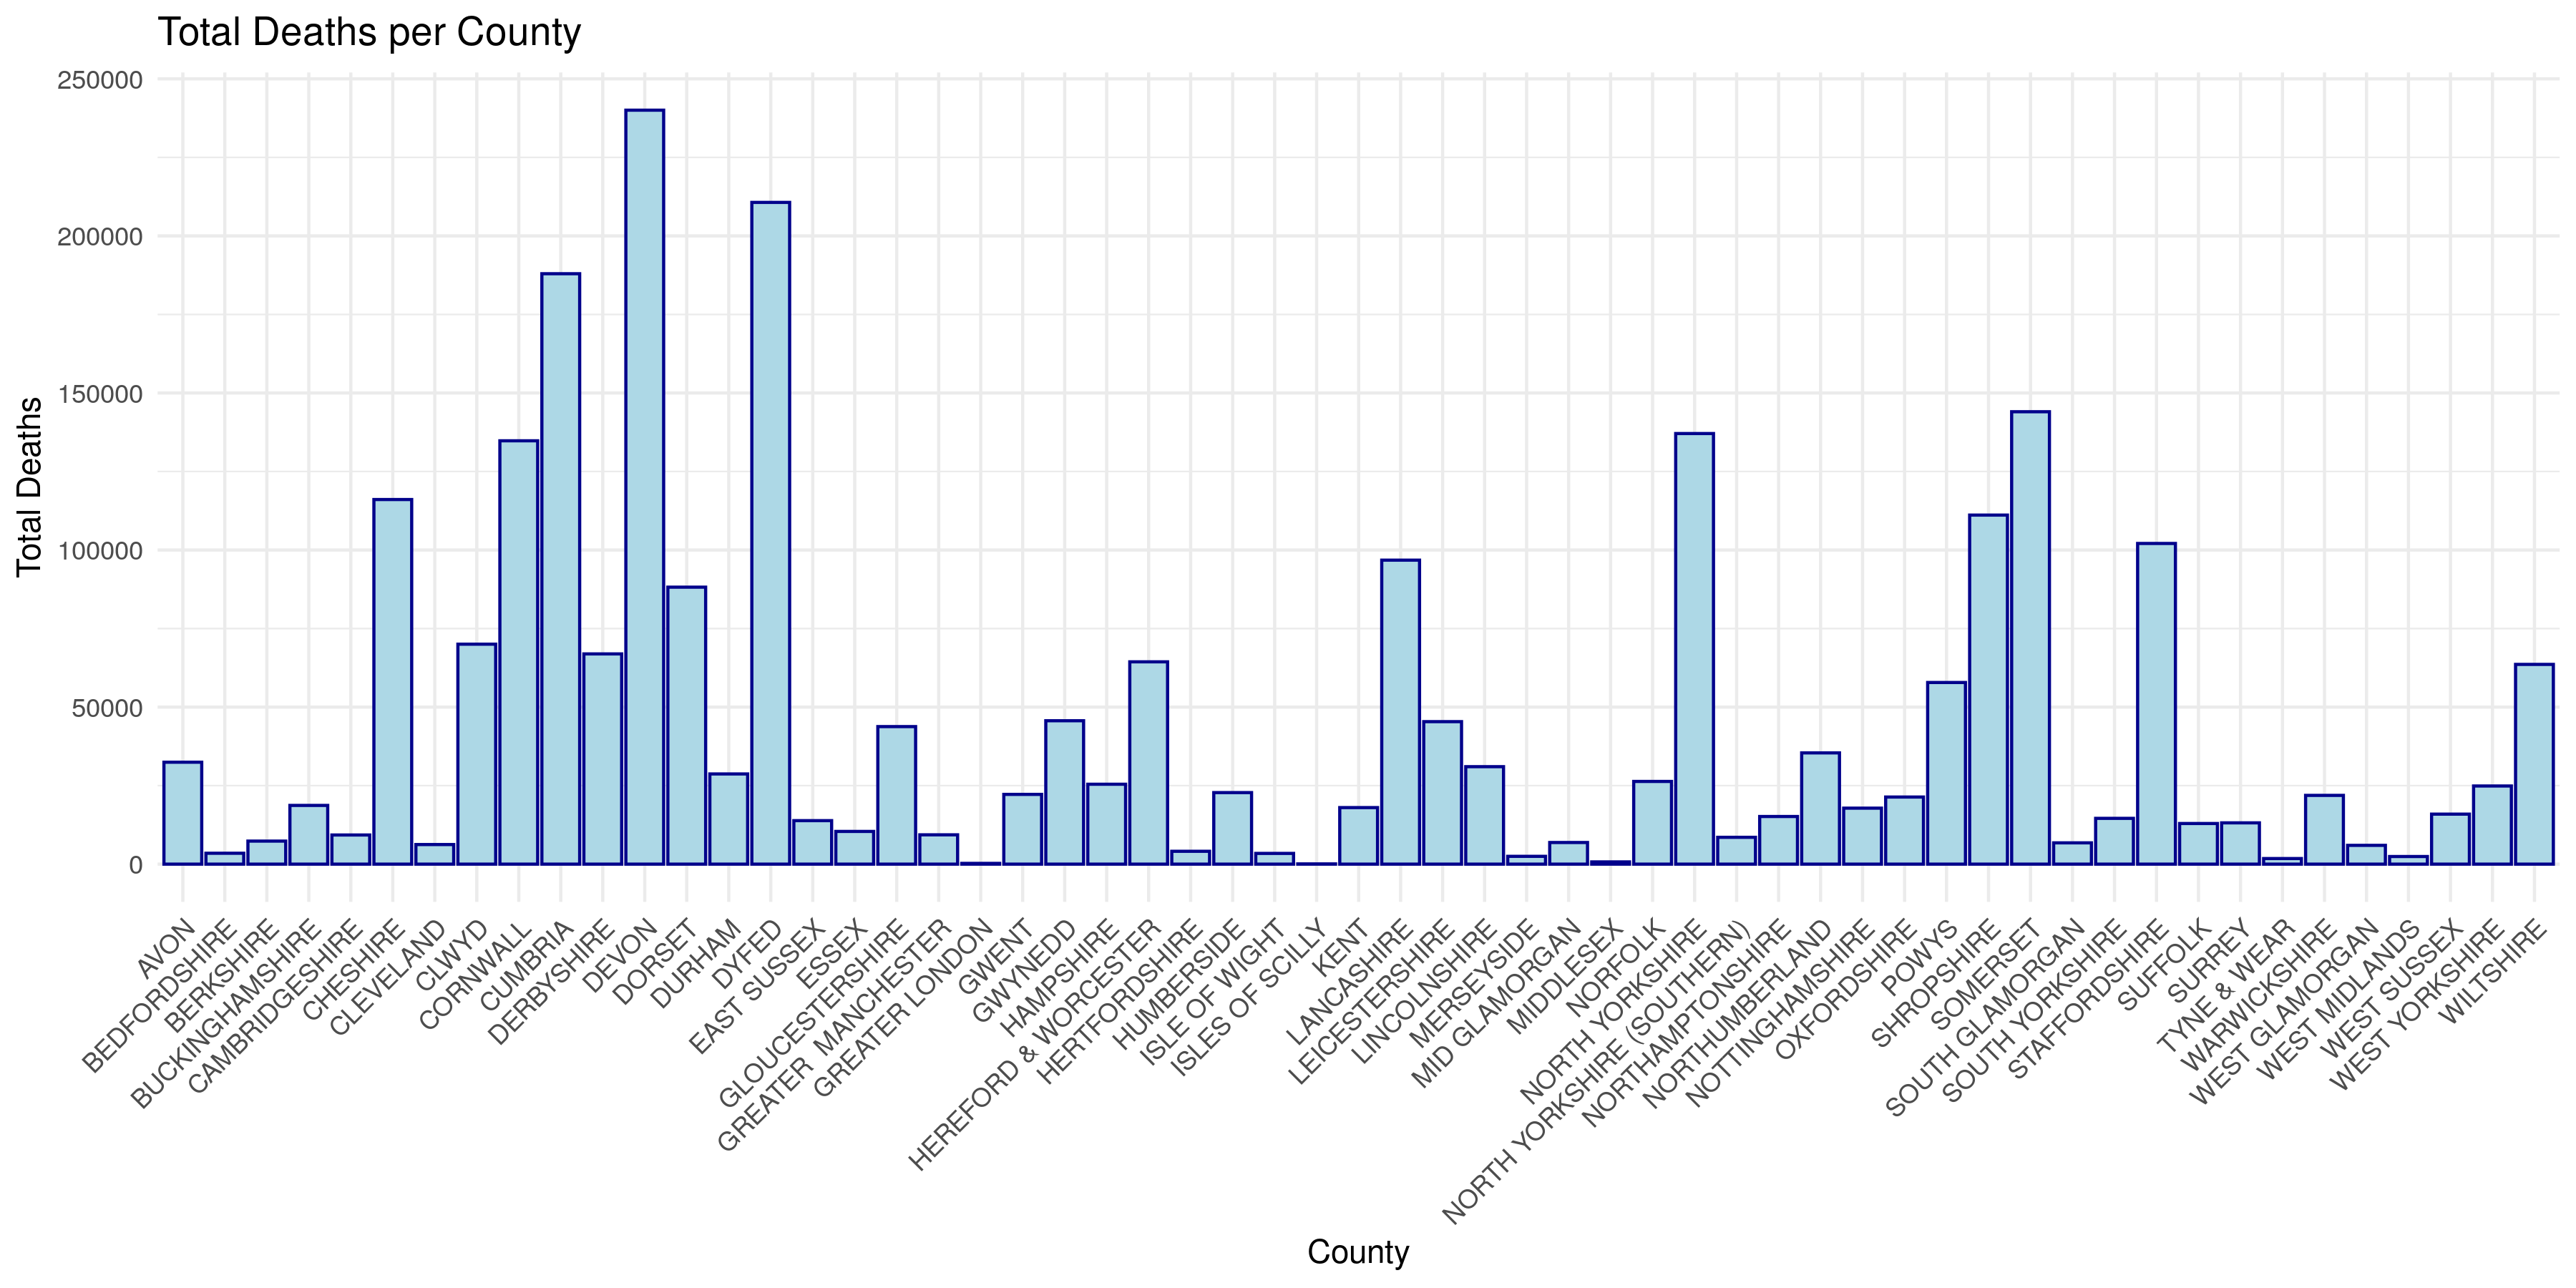 Total Deaths per County
Total Deaths
250000
200000
150000
100000
50000
0
AVON
BEDFORDSHIRE
BERKSHIRE
BUCKINGHAMSHIRE
CAMBRIDGESHIRE
CHESHIRE
CLEVELAND
CLWYD
CORNWALL
CUMBRIA
DERBYSHIRE
DEVON
DORSET
DURHAM
DYFED
EAST SUSSEX
ESSEX
GLOUCESTERSHIRE
GREATER  MANCHESTER
GREATER LONDON
GWENT
GWYNEDD
HAMPSHIRE
HEREFORD & WORCESTER
HERTFORDSHIRE
HUMBERSIDE
ISLE OF WIGHT
ISLES OF SCILLY
KENT
LANCASHIRE
LEICESTERSHIRE
LINCOLNSHIRE
MERSEYSIDE
MID GLAMORGAN
MIDDLESEX
NORFOLK
NORTH YORKSHIRE
NORTH YORKSHIRE (SOUTHERN)
NORTHAMPTONSHIRE
NORTHUMBERLAND
NOTTINGHAMSHIRE
OXFORDSHIRE
POWYS
SHROPSHIRE
SOMERSET
SOUTH GLAMORGAN
SOUTH YORKSHIRE
STAFFORDSHIRE
SUFFOLK
SURREY
TYNE & WEAR
WARWICKSHIRE
WEST GLAMORGAN
WEST MIDLANDS
WEST SUSSEX
WEST YORKSHIRE
WILTSHIRE
County